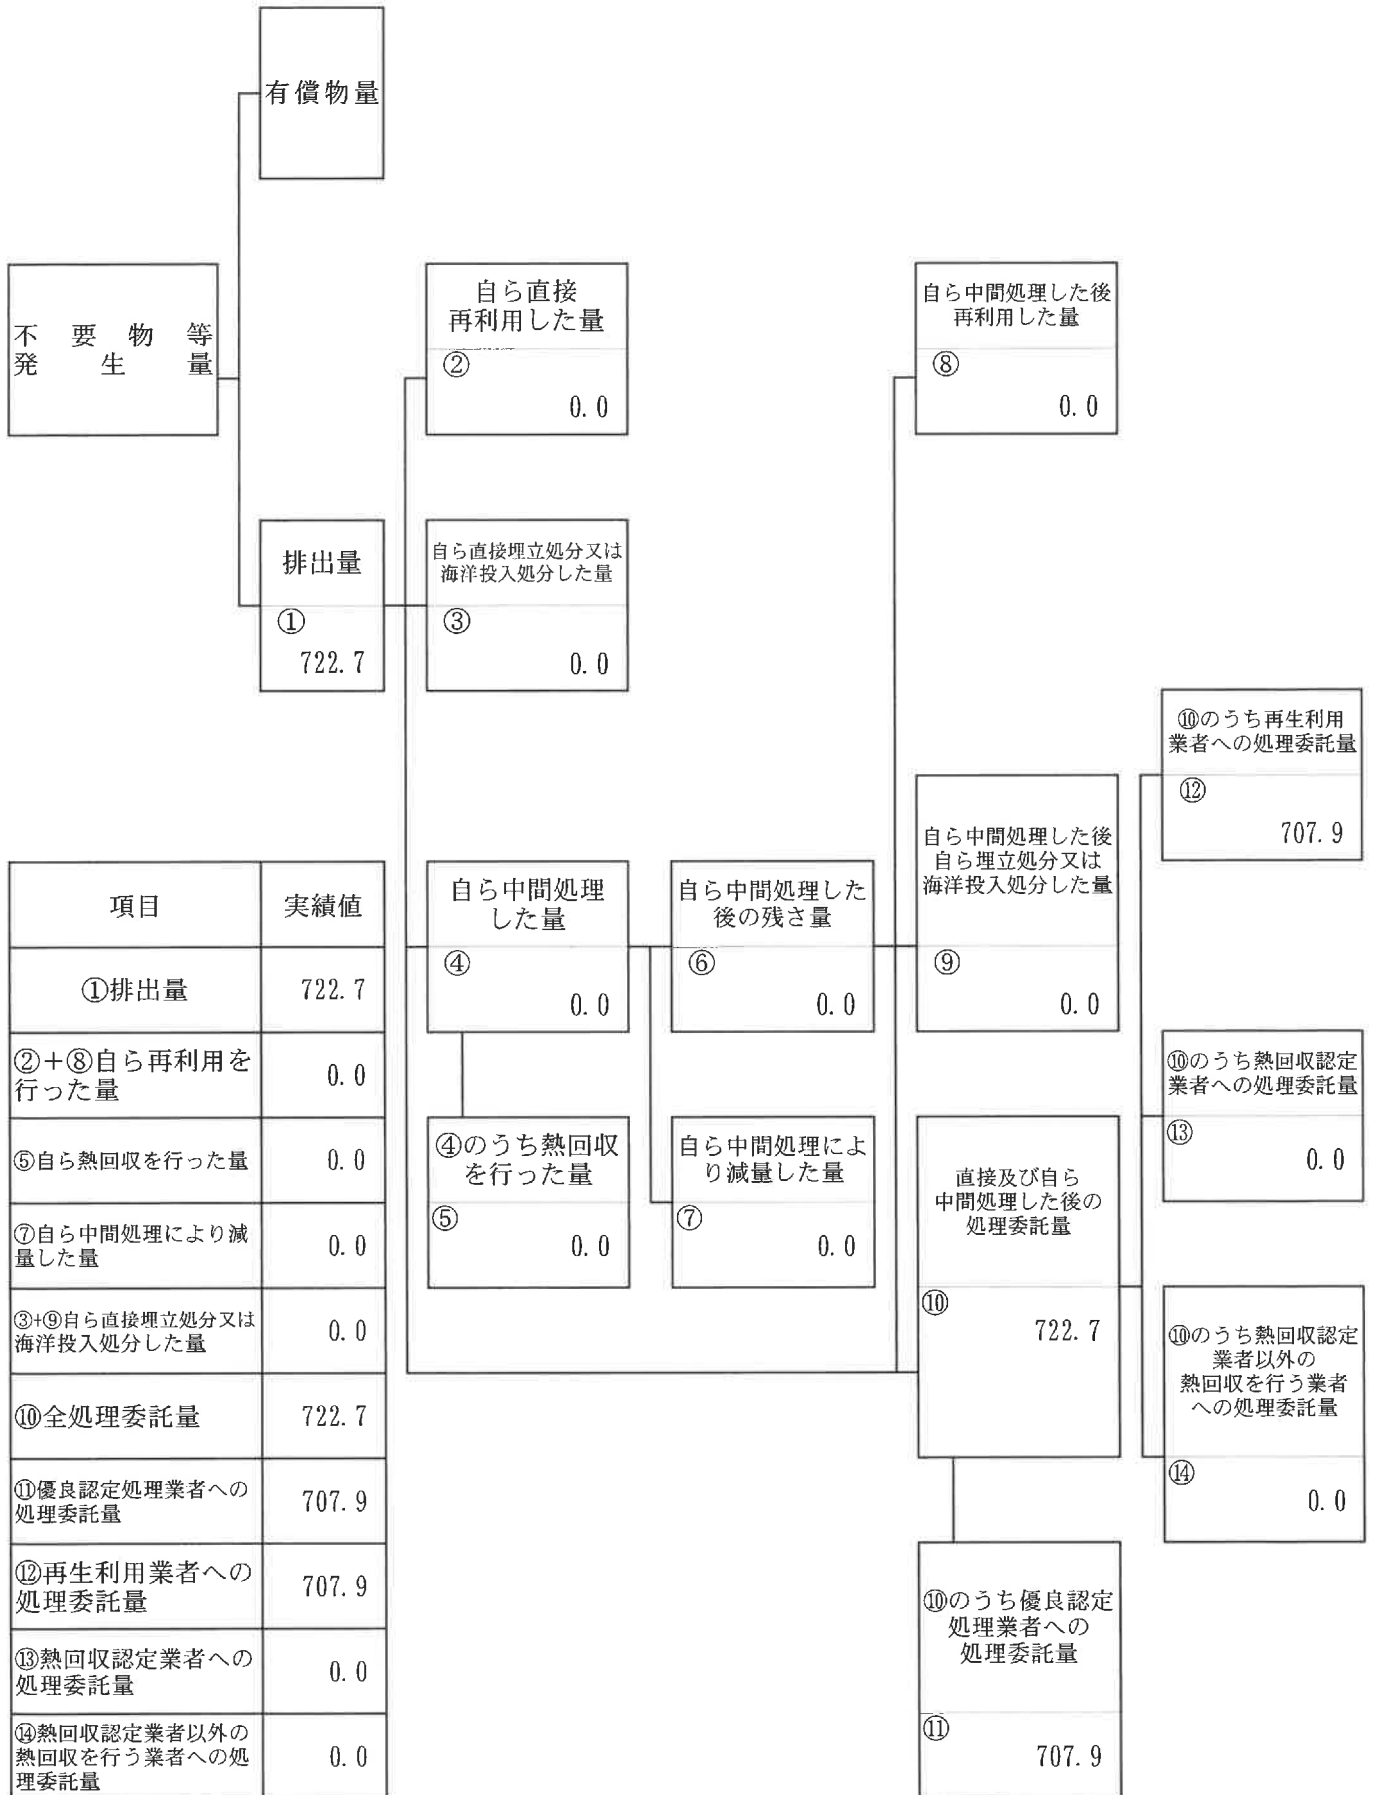 有償物量
不要物等
発生量
自ら直接
再利用した量
②
0.0
自ら中間処理した後
再利用した量
⑧
0.0
排出量
①
722.7
自ら直接埋立処分又は
海洋投入処分した量
③
0.0
⑩のうち再生利用
業者への処理委託量
⑫
707.9
自ら中間処理
した量
④
0.0
自ら中間処理した
後の残さ量
⑥
0.0
自ら中間処理した後
自ら埋立処分又は
海洋投入処分した量
⑨
0.0
⑩のうち熱回収認定
業者への処理委託量
⑬
0.0
④のうち熱回収
を行った量
⑤
0.0
自ら中間処理によ
り減量した量
⑦
0.0
直接及び自ら
中間処理した後の
処理委託量
⑩
722.7
⑩のうち熱回収認定
業者以外の
熱回収を行う業者
への処理委託量
⑭
0.0
⑩のうち優良認定
処理業者への
処理委託量
⑪
707.9
項目 実績値
①排出量 722.7
②+⑧自ら再利用を
行った量 0.0
⑤自ら熱回収を行った量 0.0
⑦自ら中間処理により減
量した量 0.0
③+⑨自ら直接埋立処分又は
海洋投入処分した量 0.0
⑩全処理委託量 722.7
⑪優良認定処理業者への
処理委託量 707.9
⑫再生利用業者への
処理委託量 707.9
⑬熱回収認定業者への
処理委託量 0.0
⑭熱回収認定業者以外の
熱回収を行う業者への処
理委託量 0.0